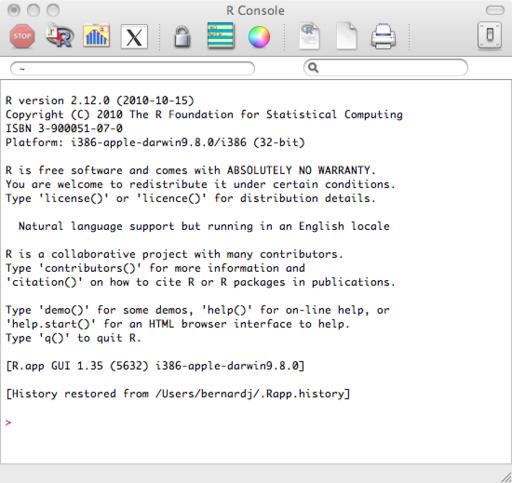 R Console
STOP
R
X
~
R version 2.12.0 (2010-10-15)
Copyright (C) 2010 The R Foundation for Statistical Computing
ISBN 3-900051-07-0
Platform: i386-apple-darwin9.8.0/i386 (32-bit)
R is free software and comes with ABSOLUTELY NO WARRANTY.
You are welcome to redistribute it under certain conditions.
Type 'license()' or 'licence()' for distribution details.
Natural language support but running in an English locale
R is a collaborative project with many contributors.
Type 'contributors()' for more information and
'citation()' on how to cite R or R packages in publications.
Type 'demo()' for some demos, 'help()' for on-line help, or
'help.start()' for an HTML browser interface to help.
Type 'q()' to quit R.
[R.app GUI 1.35 (5632) i386-apple-darwin9.8.0]
[History restored from /Users/bernardj/.Rapp.history]
>